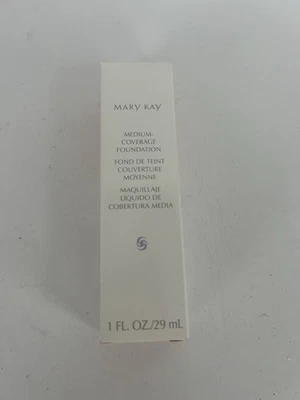 MARY KAY
MEDIUM-
COVERAGE
FOUNDATION
FOND DE TEINT
COUVERTURE
MOYENNE
MAQUILLAJE
LÍQUIDO DE
COBERTURA MEDIA
1 FL. OZ./29 mL